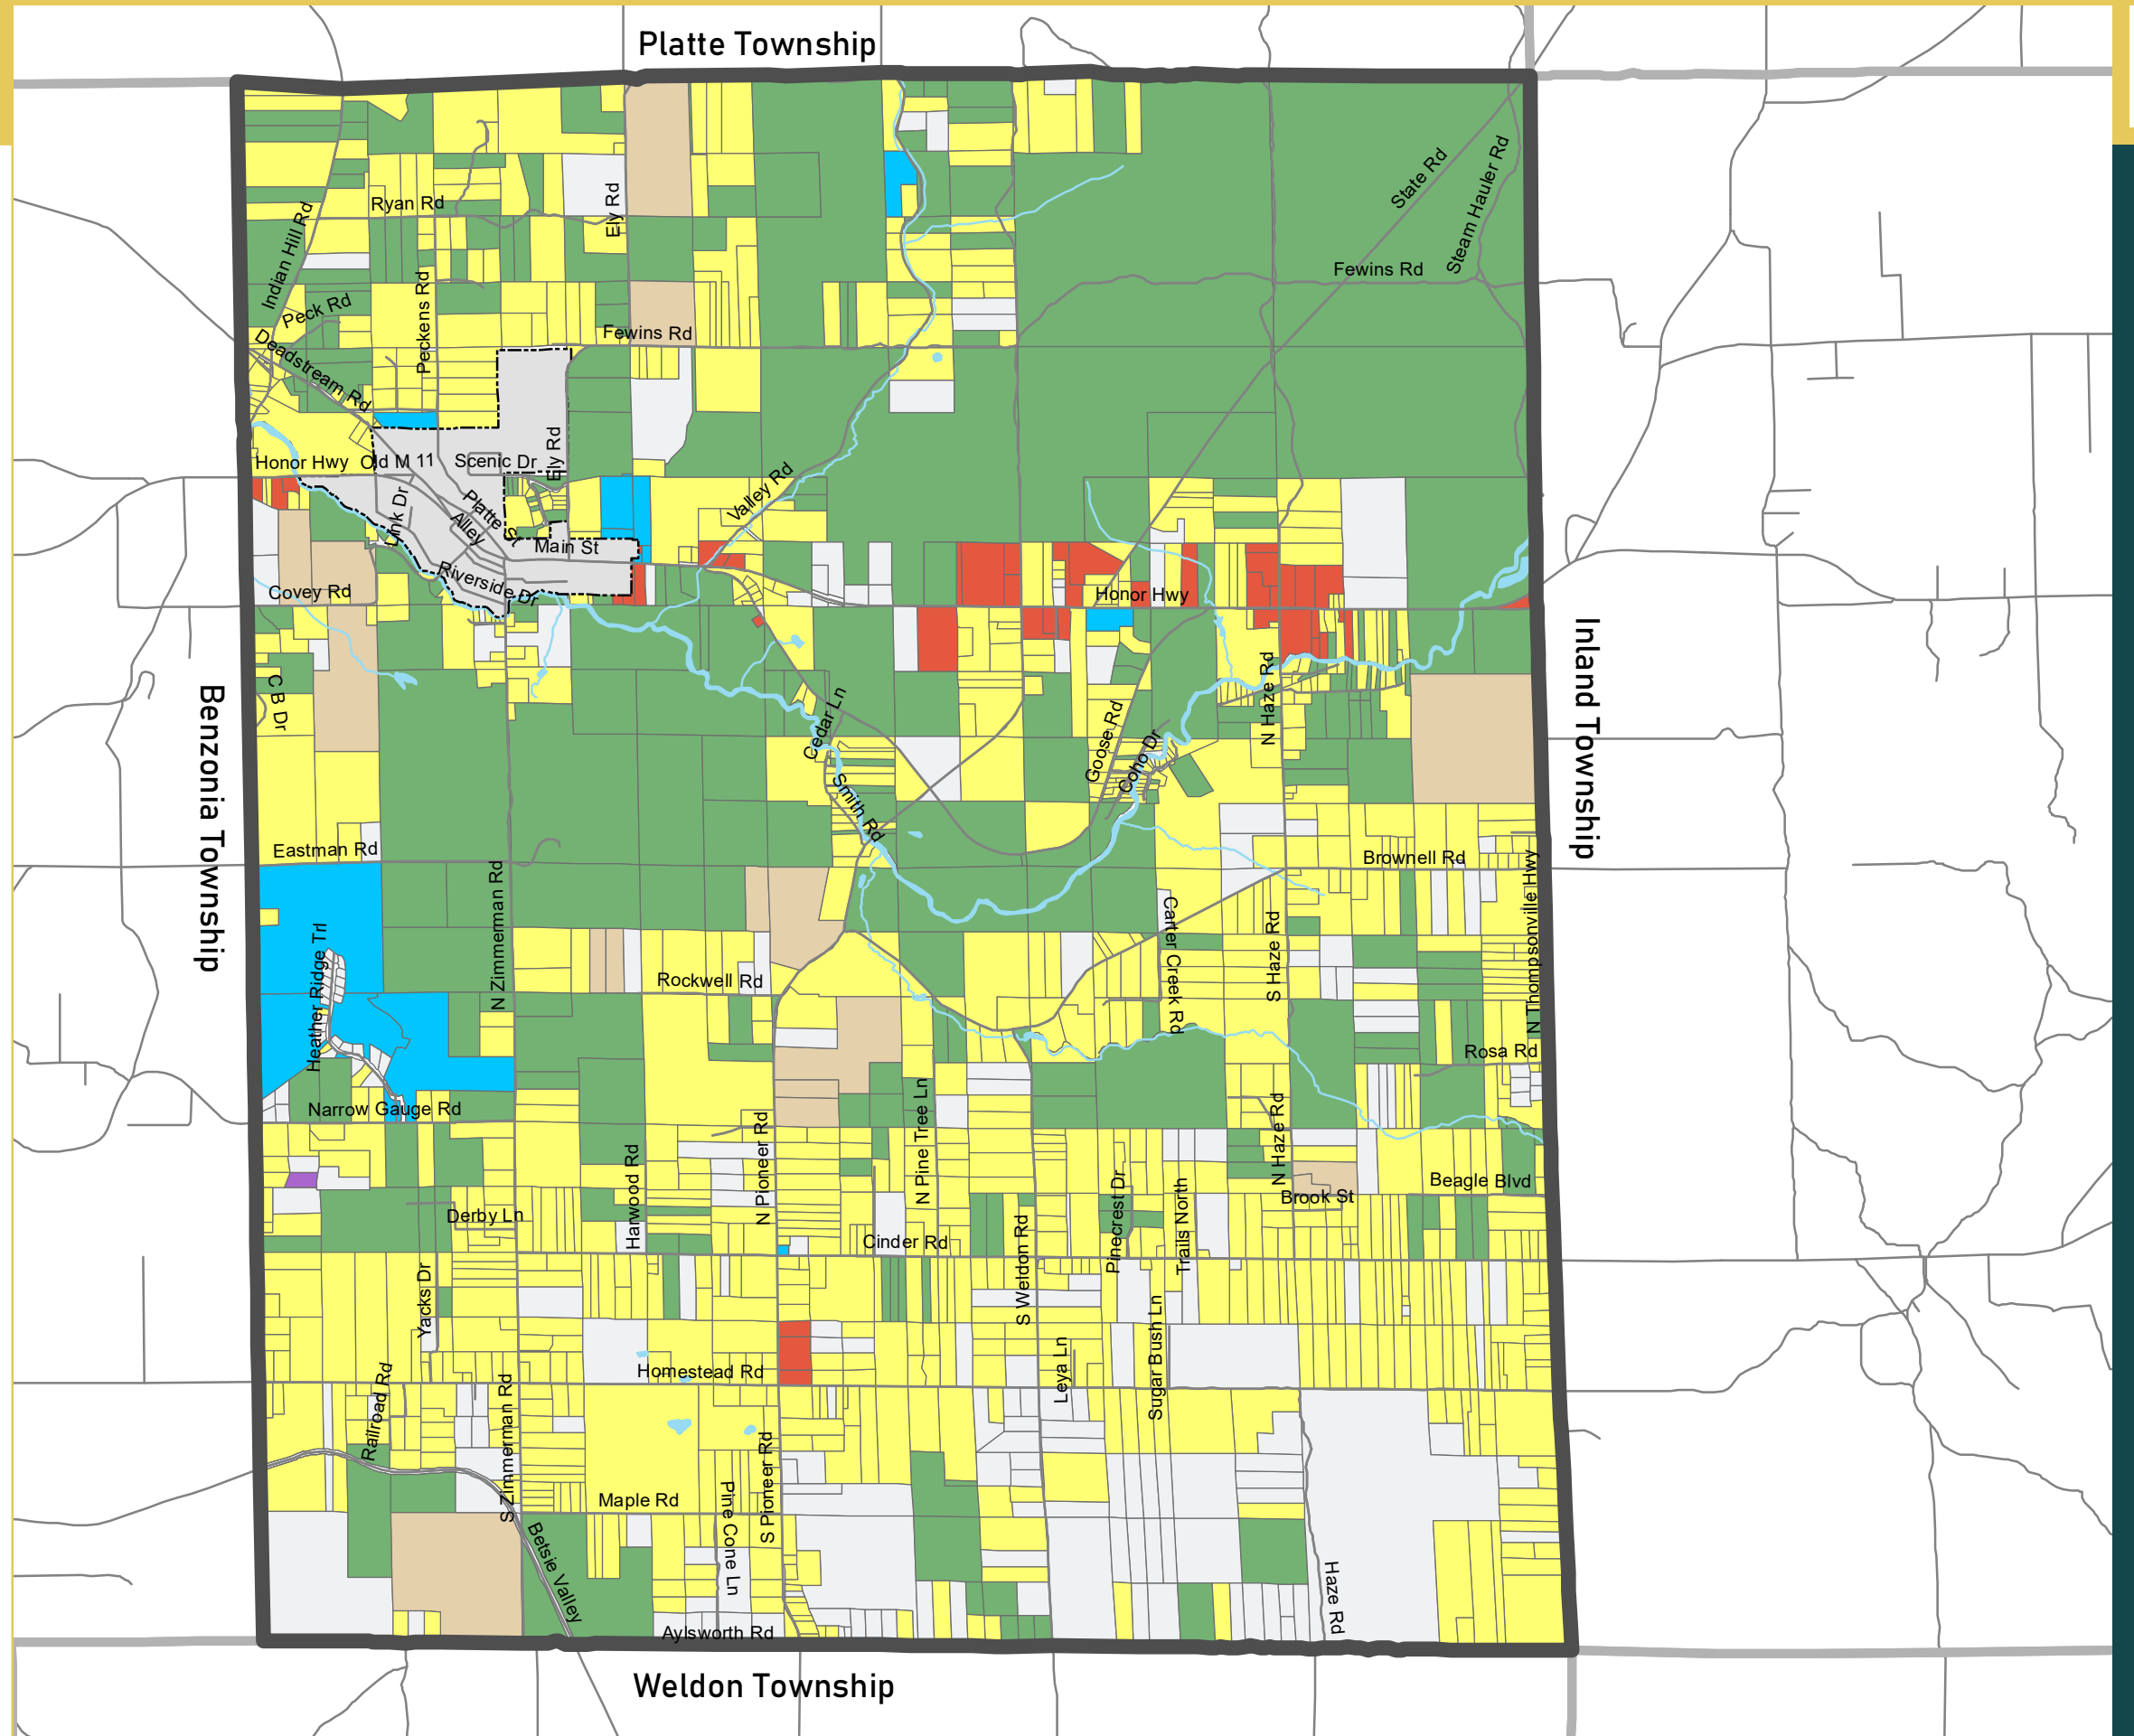 Platte Township
State Rd
Steam Hauler Rd
Ryan Rd
Ely Rd
Indian Hill Rd
Fewins Rd
Peckens Rd
Peck Rd
Fewins Rd
Deadstream Rd
Ely Rd
Honor Hwy
Old M 11
Scenic Dr
Valley Rd
Platte St
Alley
Main St
Riverside Dr
Covey Rd
Honor Hwy
Benzonia Township
Inland Township
C B Dr
N Haze Rd
Cedar Ln
Goose Rd
Coho Dr
Smith Rd
Eastman Rd
Brownell Rd
N Zimmerman Rd
N Thompsonville Hwy
Carter Creek Rd
S Haze Rd
Heather Ridge Trl
Rockwell Rd
Rosa Rd
Narrow Gauge Rd
N Pine Tree Ln
N Haze Rd
N Pioneer Rd
Harwood Rd
Pinecrest Dr
Trails North
Beagle Blvd
Brook St
Derby Ln
S Weldon Rd
Cinder Rd
Yacks Dr
Sugar Bush Ln
Leya Ln
Homestead Rd
Railroad Rd
S Zimmerman Rd
S Pioneer Rd
Maple Rd
Pine Cone Ln
Betsie Valley
Haze Rd
Aylsworth Rd
Weldon Township